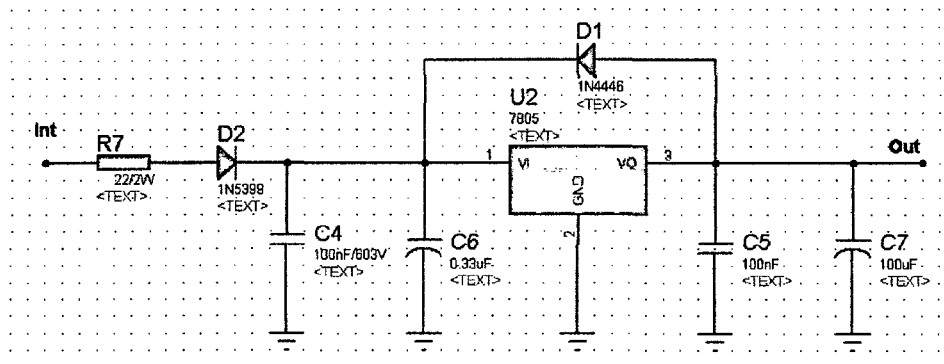 D1
1N4446
<TEXT>
U2
7805
<TEXT>
Int
R7
22/2W
<TEXT>
D2
1N5399
<TEXT>
1
VI
VO
3
GND
2
Out
C4
100nF/603V
<TEXT>
C6
0.33uF
<TEXT>
C5
100nF
<TEXT>
C7
100uF
<TEXT>